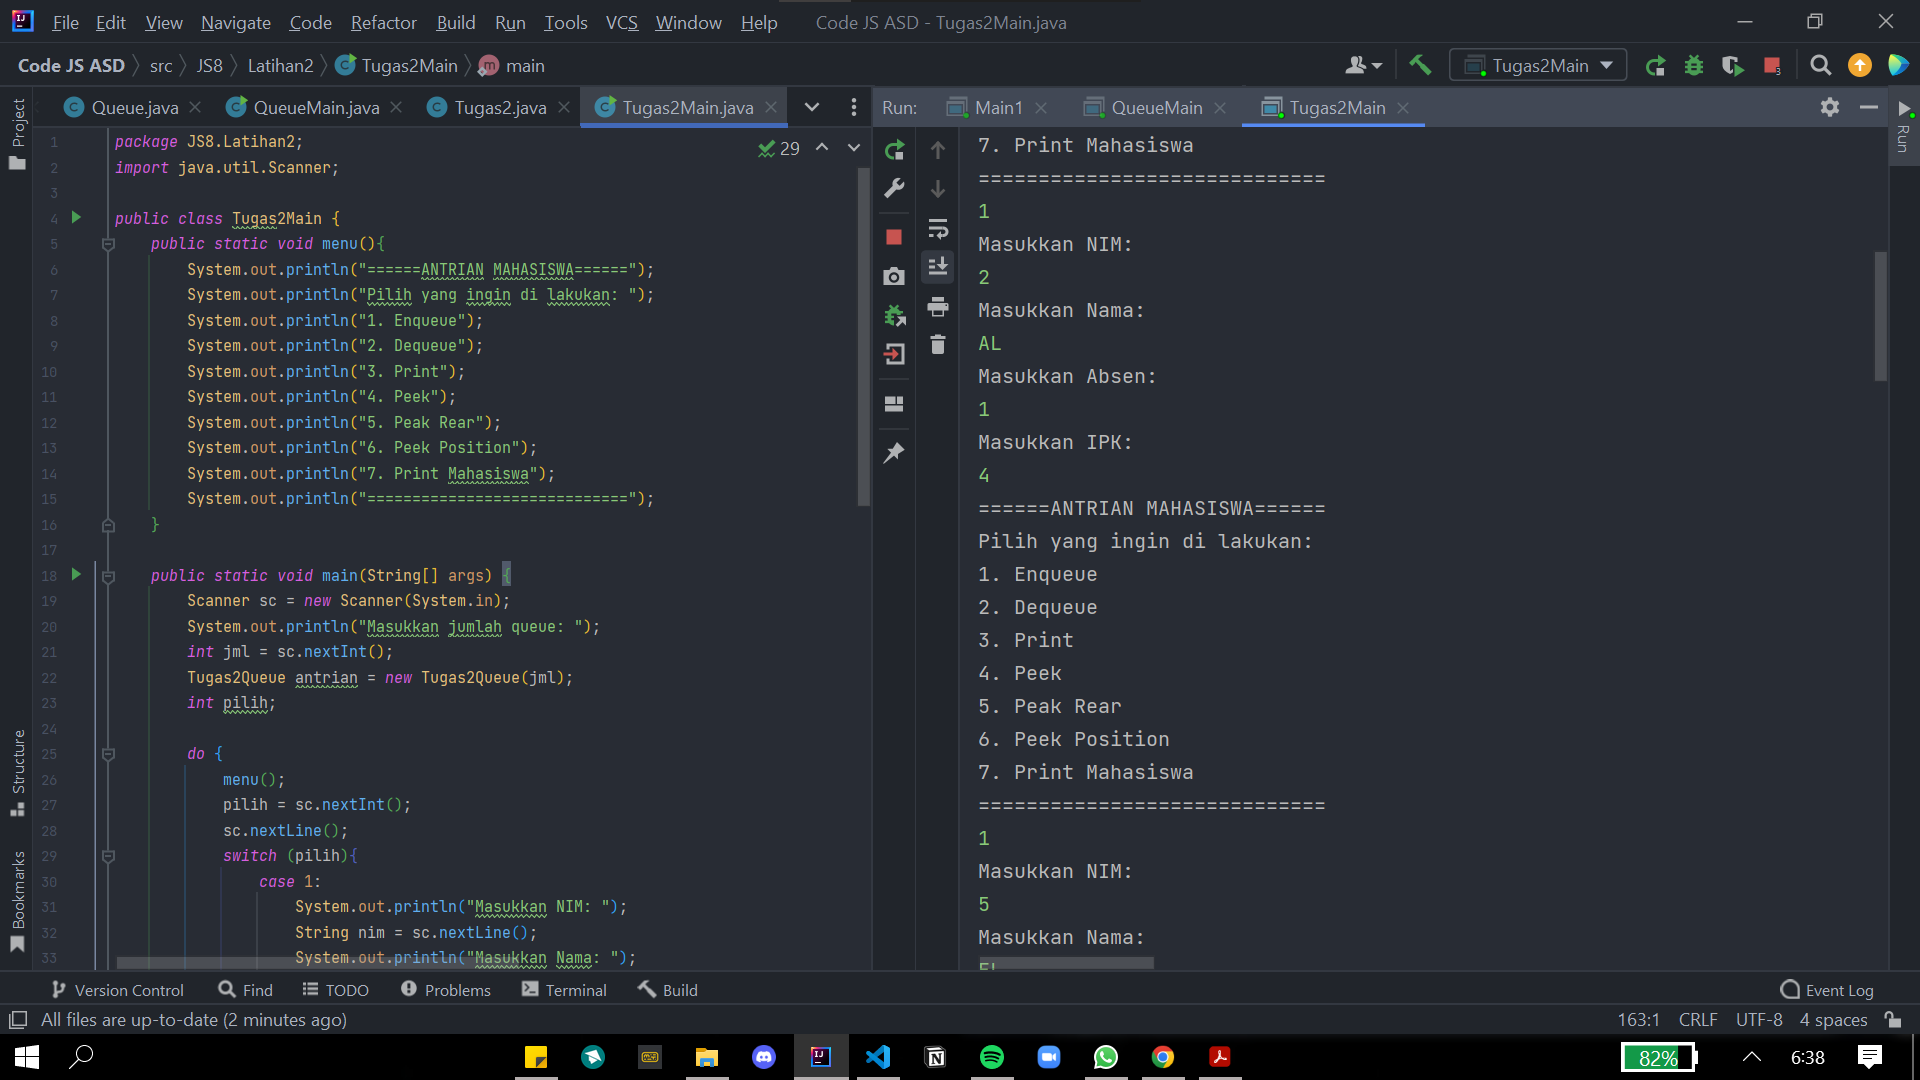 File Edit View Navigate Code Refactor Build Run Tools VCS Window Help Code JS ASD - Tugas2Main.java
Code JS ASD src JS8 Latihan2 Tugas2Main main
Tugas2Main
Queue.java QueueMain.java Tugas2.java Tugas2Main.java
Run: Main1 QueueMain Tugas2Main
Project
Structure
Bookmarks
Run
29
1 package JS8.Latihan2;
2 import java.util.Scanner;
3
4 public class Tugas2Main {
5 public static void menu(){
6 System.out.println("======ANTRIAN MAHASISWA======");
7 System.out.println("Pilih yang ingin di lakukan: ");
8 System.out.println("1. Enqueue");
9 System.out.println("2. Dequeue");
10 System.out.println("3. Print");
11 System.out.println("4. Peek");
12 System.out.println("5. Peak Rear");
13 System.out.println("6. Peek Position");
14 System.out.println("7. Print Mahasiswa");
15 System.out.println("=============================");
16 }
17
18 public static void main(String[] args) {
19 Scanner sc = new Scanner(System.in);
20 System.out.println("Masukkan jumlah queue: ");
21 int jml = sc.nextInt();
22 Tugas2Queue antrian = new Tugas2Queue(jml);
23 int pilih;
24
25 do {
26 menu();
27 pilih = sc.nextInt();
28 sc.nextLine();
29 switch (pilih){
30 case 1:
31 System.out.println("Masukkan NIM: ");
32 String nim = sc.nextLine();
33 System.out.println("Masukkan Nama: ");
7. Print Mahasiswa
=============================
1
Masukkan NIM:
2
Masukkan Nama:
AL
Masukkan Absen:
1
Masukkan IPK:
4
======ANTRIAN MAHASISWA======
Pilih yang ingin di lakukan:
1. Enqueue
2. Dequeue
3. Print
4. Peek
5. Peak Rear
6. Peek Position
7. Print Mahasiswa
=============================
1
Masukkan NIM:
5
Masukkan Nama:
Version Control Find TODO Problems Terminal Build Event Log
All files are up-to-date (2 minutes ago) 163:1 CRLF UTF-8 4 spaces
82% 6:38